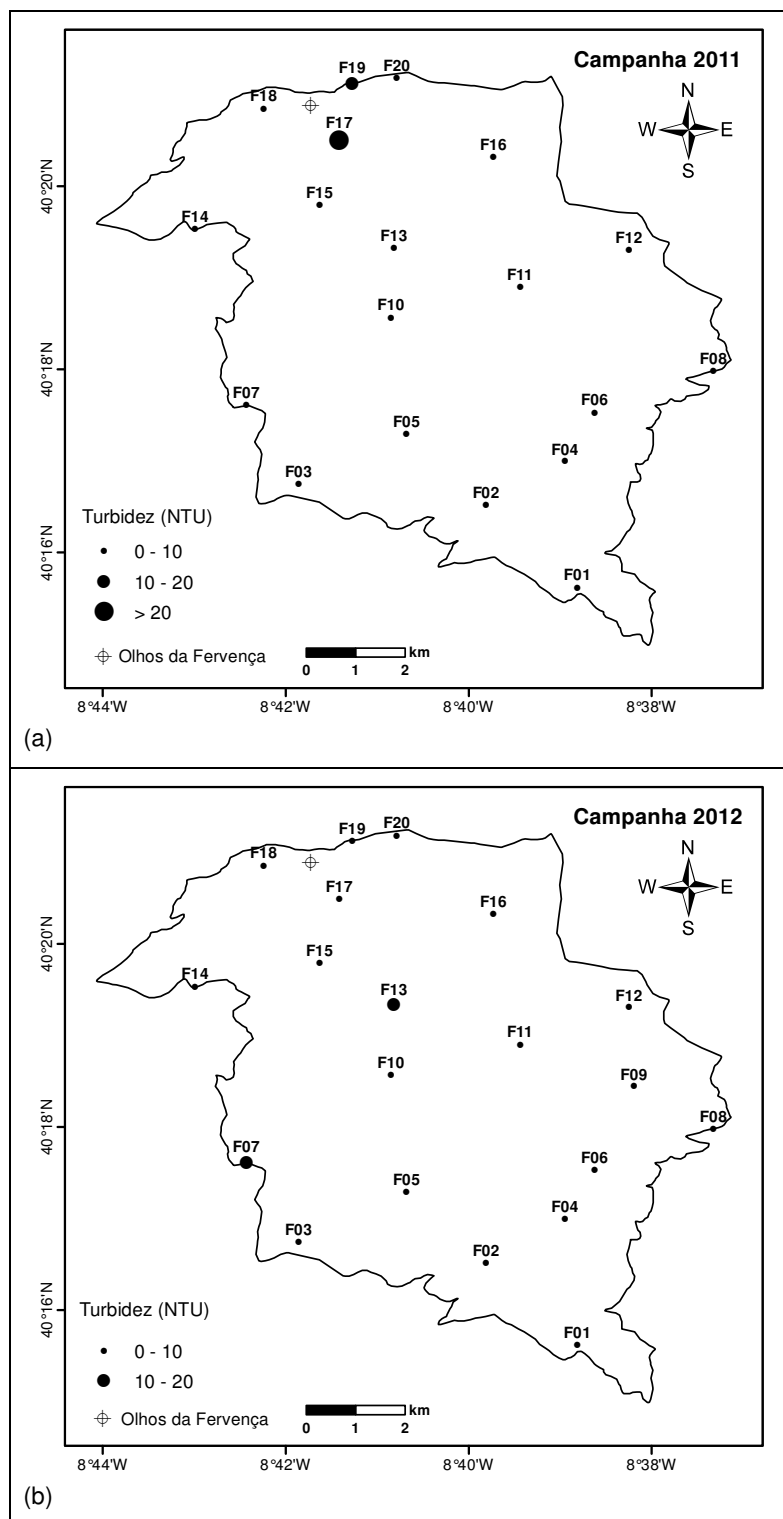 Campanha 2011
F19 F20
F18
N
F17
W E
F16
S
40°20'N
F15
F14
F13
F12
F11
F10
40°18'N
F08
F07
F06
F05
F04
F03
F02
Turbidez (NTU)
0 - 10
40°16'N
F01
10 - 20
> 20
Olhos da Fervença
km
0 1 2
8°44'W 8°42'W 8°40'W 8°38'W
(a)
Campanha 2012
F19 F20
F18
N
F17
W E
F16
S
40°20'N
F15
F14
F13
F12
F11
F10
F09
40°18'N
F08
F07
F06
F05
F04
F03
F02
Turbidez (NTU)
40°16'N
F01
0 - 10
10 - 20
Olhos da Fervença
km
0 1 2
8°44'W 8°42'W 8°40'W 8°38'W
(b)